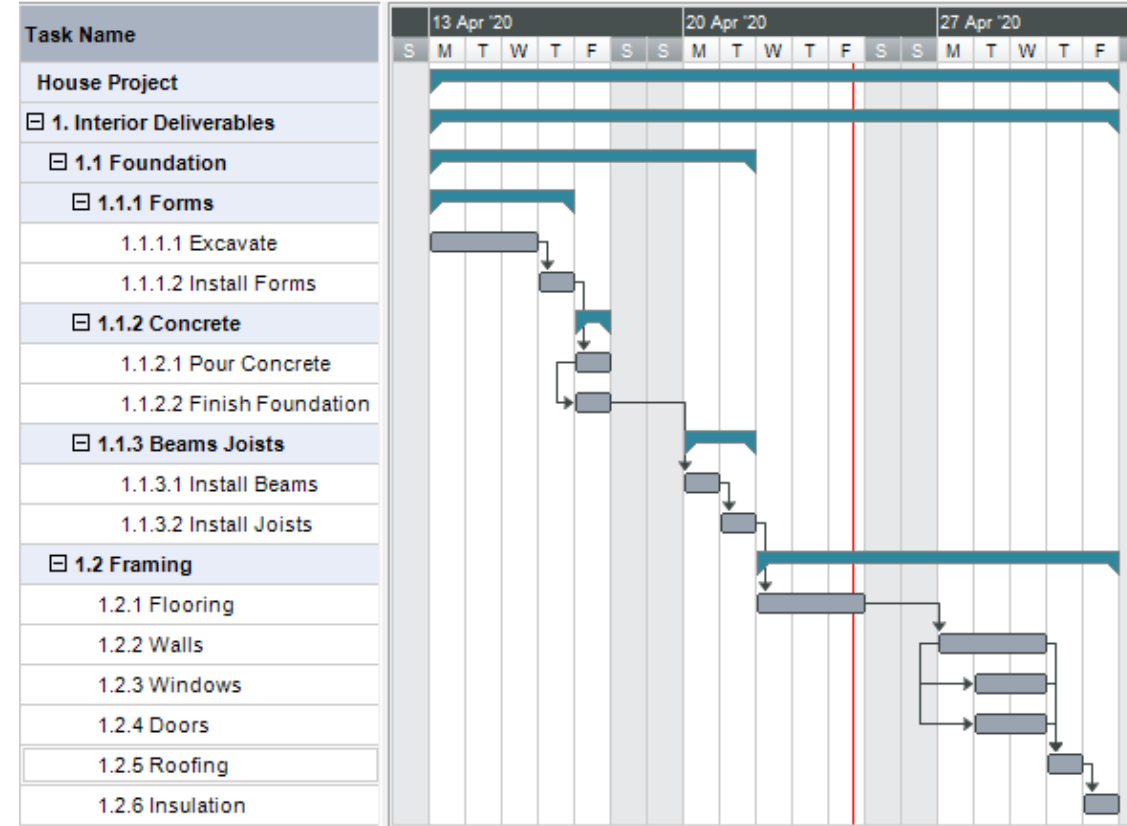 Task Name
13 Apr '20 20 Apr '20 27 Apr '20
S M T W T F S S M T W T F S S M T W T F
House Project
1. Interior Deliverables
1.1 Foundation
1.1.1 Forms
1.1.1.1 Excavate
1.1.1.2 Install Forms
1.1.2 Concrete
1.1.2.1 Pour Concrete
1.1.2.2 Finish Foundation
1.1.3 Beams Joists
1.1.3.1 Install Beams
1.1.3.2 Install Joists
1.2 Framing
1.2.1 Flooring
1.2.2 Walls
1.2.3 Windows
1.2.4 Doors
1.2.5 Roofing
1.2.6 Insulation